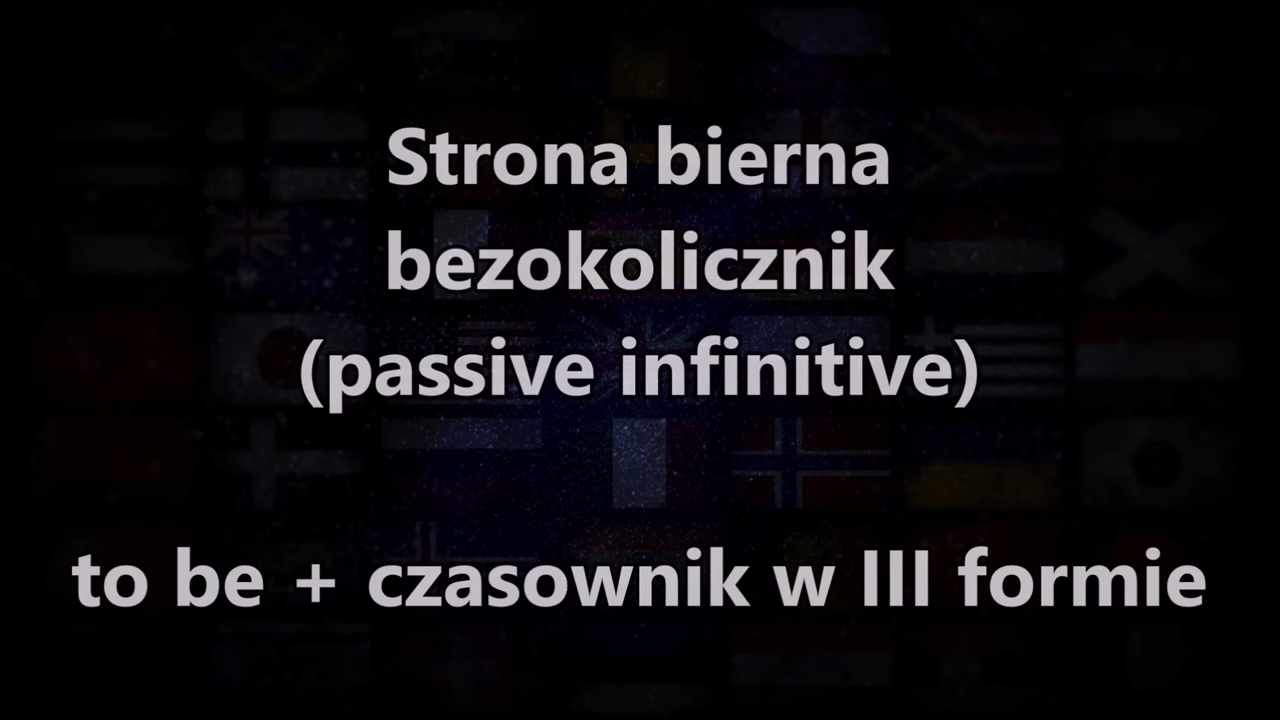 Strona bierna
bezokolicznik
(passive infinitive)
to be + czasownik w III formie